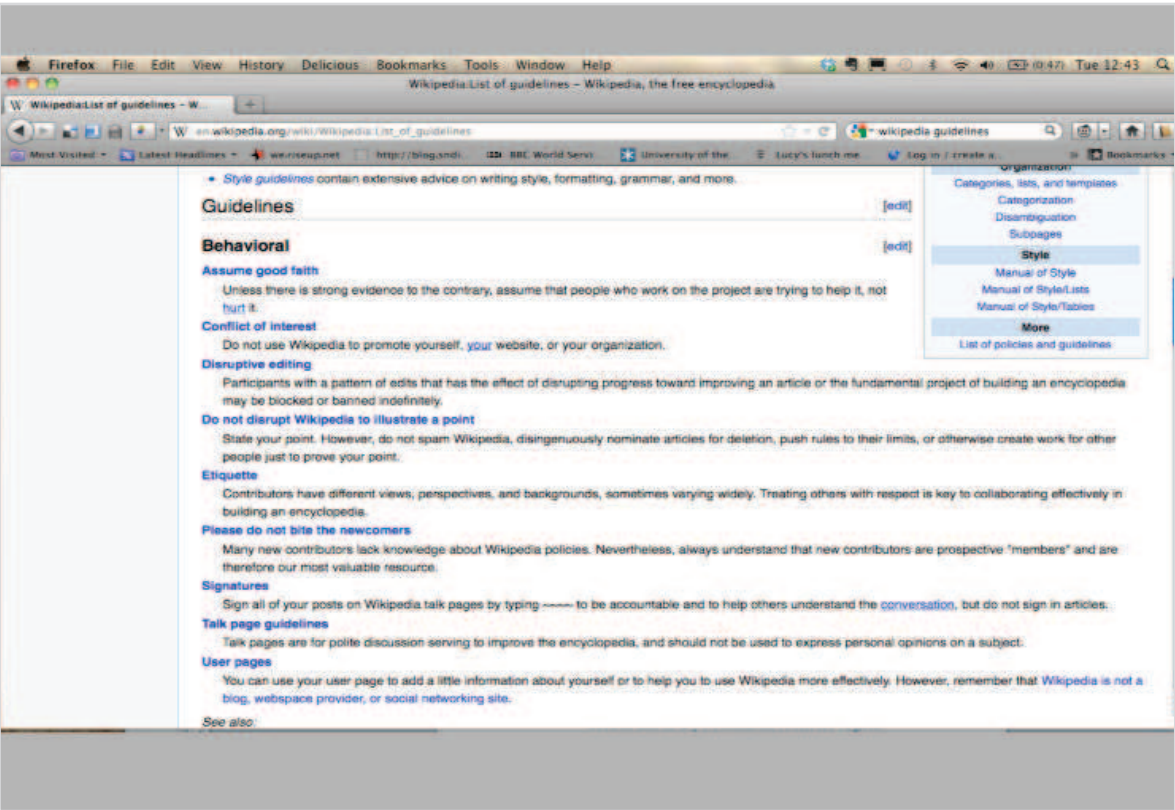 Firefox File Edit View History Delicious Bookmarks Tools Window Help (0:47) Tue 12:43
Wikipedia:List of guidelines – Wikipedia, the free encyclopedia
Wikipedia:List of guidelines – W...
en.wikipedia.org/wiki/Wikipedia:List_of_guidelines wikipedia guidelines
Most Visited Latest Headlines we.riseup.net http://blog.andi... BBC World Servi... University of the... Lucy's lunch me... Log in / create a... Bookmarks
• Style guidelines contain extensive advice on writing style, formatting, grammar, and more.
Guidelines [edit]
Behavioral [edit]
Assume good faith
Unless there is strong evidence to the contrary, assume that people who work on the project are trying to help it, not
hurt it.
Conflict of interest
Do not use Wikipedia to promote yourself, your website, or your organization.
Disruptive editing
Participants with a pattern of edits that has the effect of disrupting progress toward improving an article or the fundamental project of building an encyclopedia
may be blocked or banned indefinitely.
Do not disrupt Wikipedia to illustrate a point
State your point. However, do not spam Wikipedia, disingenuously nominate articles for deletion, push rules to their limits, or otherwise create work for other
people just to prove your point.
Etiquette
Contributors have different views, perspectives, and backgrounds, sometimes varying widely. Treating others with respect is key to collaborating effectively in
building an encyclopedia.
Please do not bite the newcomers
Many new contributors lack knowledge about Wikipedia policies. Nevertheless, always understand that new contributors are prospective "members" and are
therefore our most valuable resource.
Signatures
Sign all of your posts on Wikipedia talk pages by typing ~~~~ to be accountable and to help others understand the conversation, but do not sign in articles.
Talk page guidelines
Talk pages are for polite discussion serving to improve the encyclopedia, and should not be used to express personal opinions on a subject.
User pages
You can use your user page to add a little information about yourself or to help you to use Wikipedia more effectively. However, remember that Wikipedia is not a
blog, webspace provider, or social networking site.
See also:
Organization
Categories, lists, and templates
Categorization
Disambiguation
Subpages
Style
Manual of Style
Manual of Style/Lists
Manual of Style/Tables
More
List of policies and guidelines